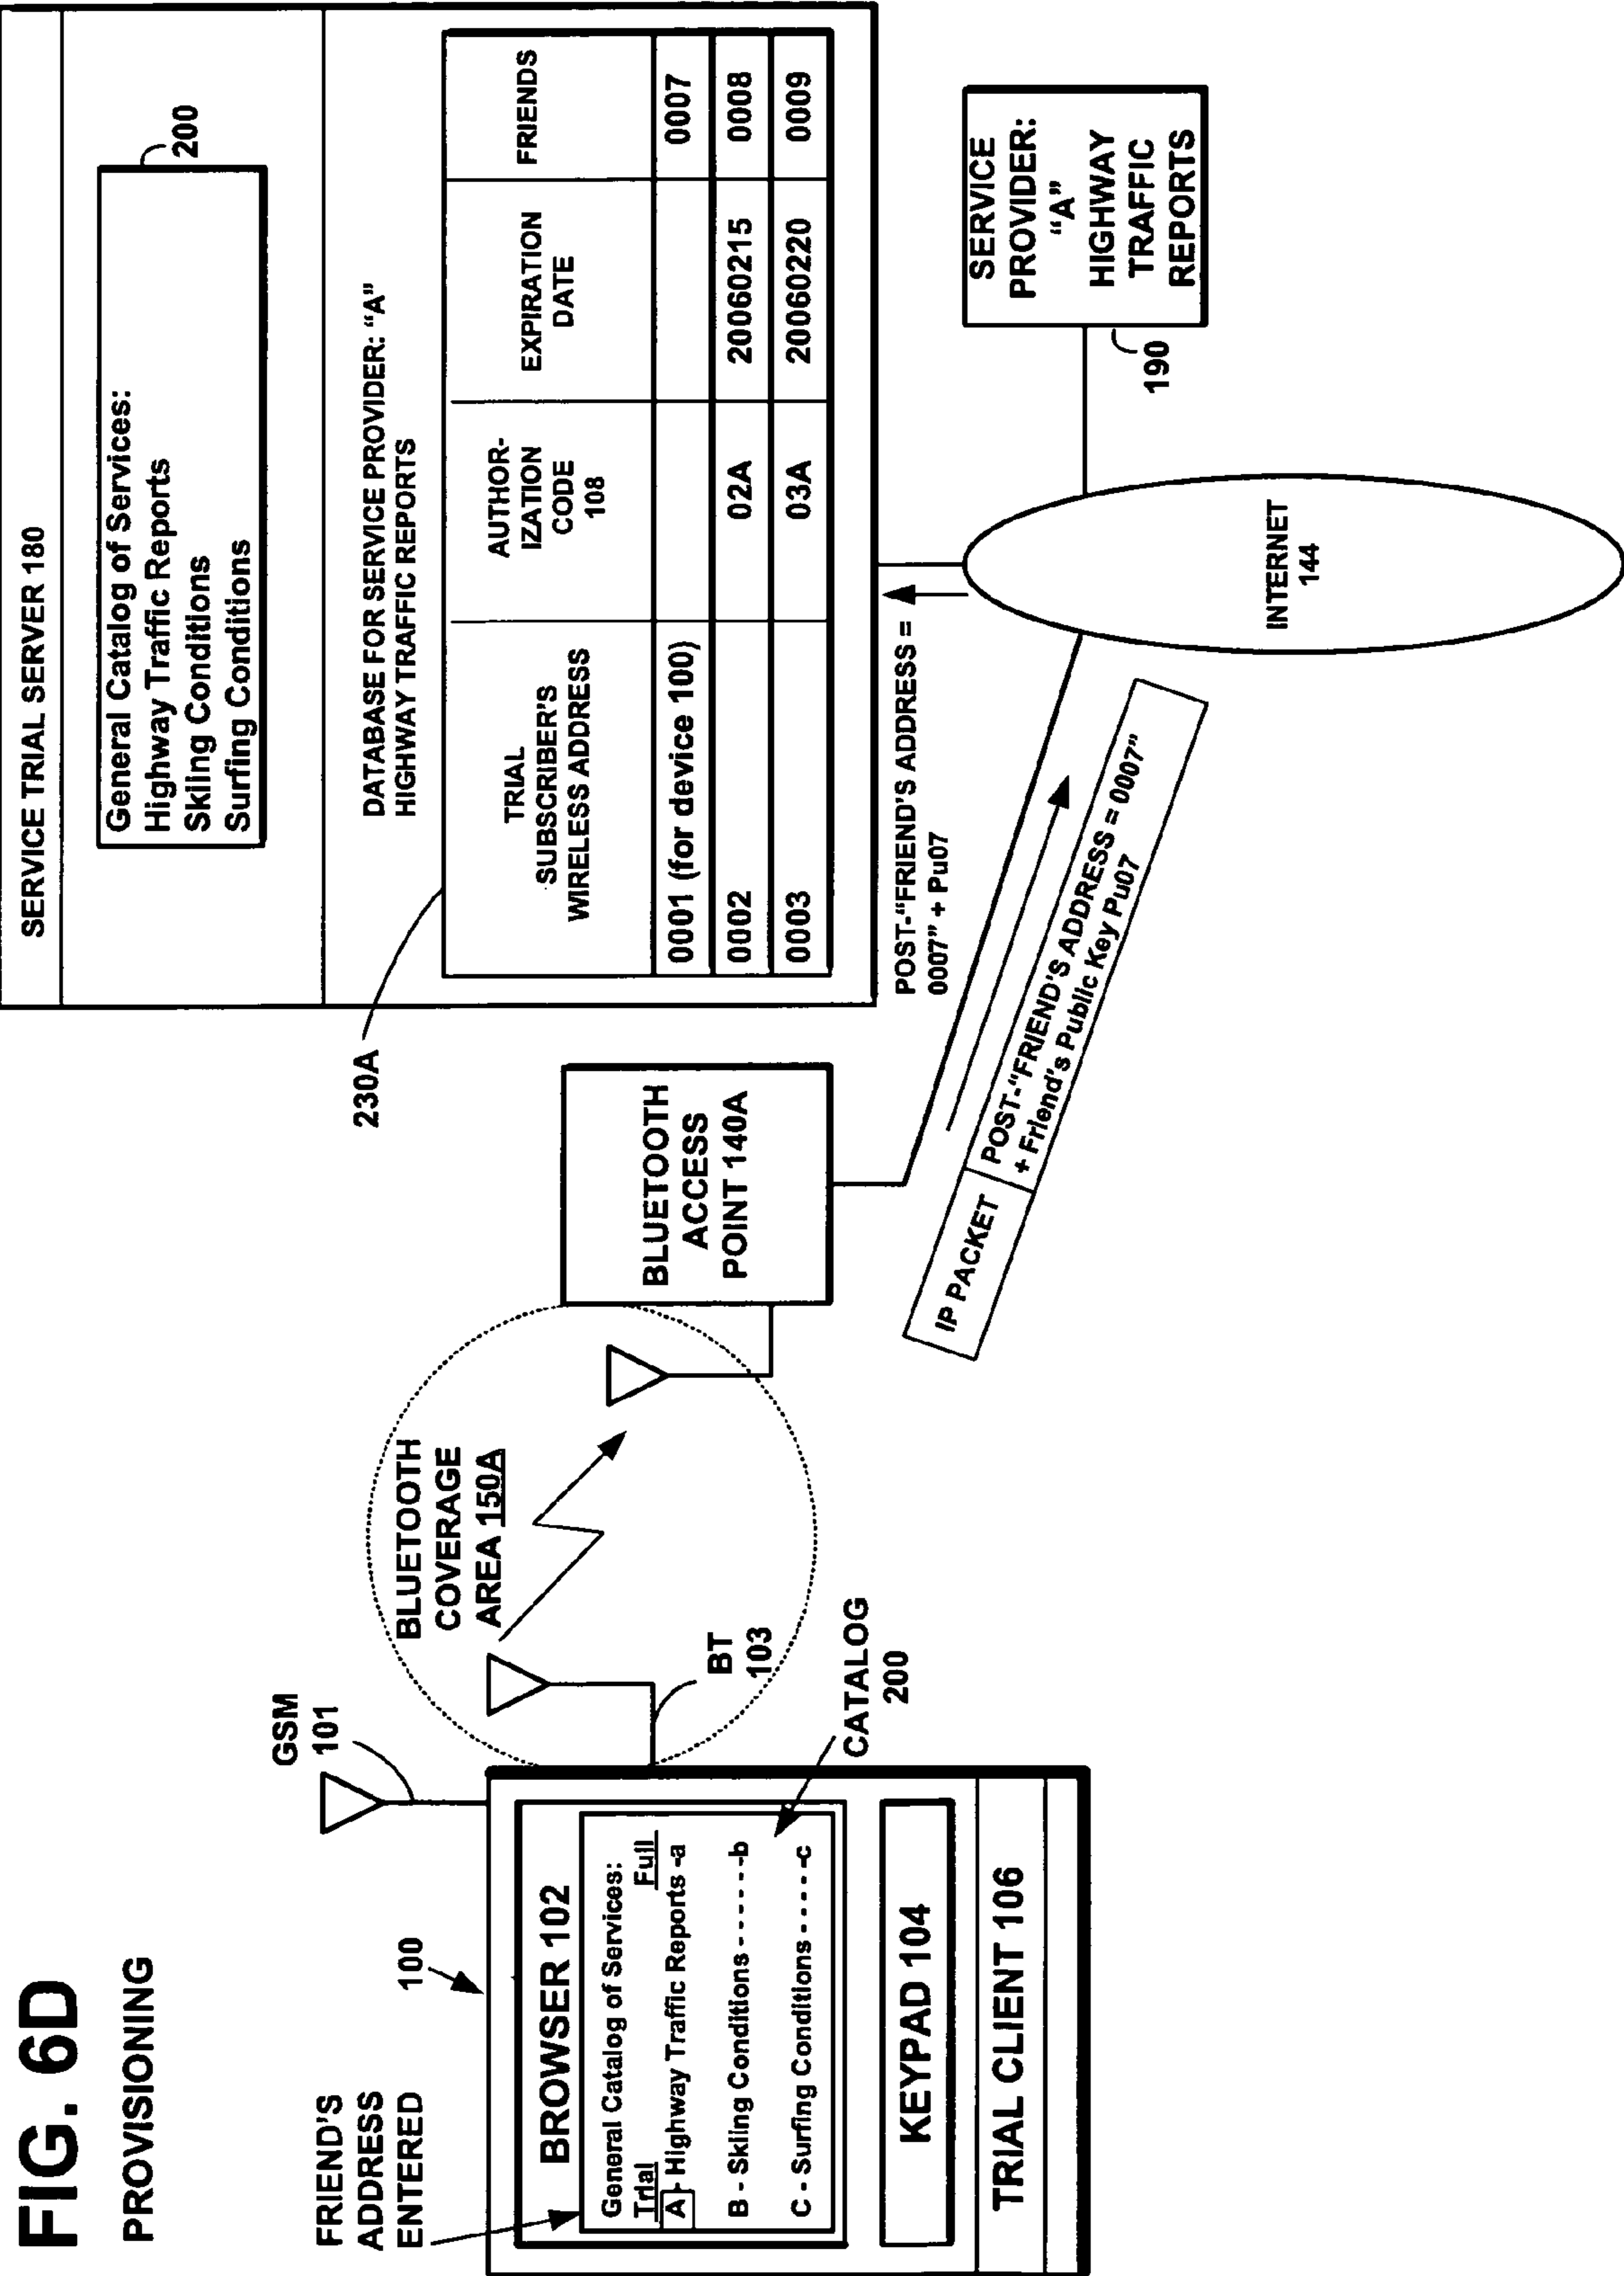 FIG. 6D
PROVISIONING
FRIEND'S
ADDRESS
ENTERED
100
GSM
101
BROWSER 102
General Catalog of Services:
Trial Full
A - Highway Traffic Reports -a
B - Skiing Conditions - - - - - -b
C - Surfing Conditions - - - - -c
KEYPAD 104
TRIAL CLIENT 106
BT
103
CATALOG
200
BLUETOOTH
COVERAGE
AREA 150A
BLUETOOTH
ACCESS
POINT 140A
IP PACKET
POST-"FRIEND'S ADDRESS = 0007"
+ Friend's Public Key Pu07
SERVICE TRIAL SERVER 180
General Catalog of Services:
Highway Traffic Reports
Skiing Conditions
Surfing Conditions
200
DATABASE FOR SERVICE PROVIDER: "A"
HIGHWAY TRAFFIC REPORTS
230A
TRIAL
SUBSCRIBER'S
WIRELESS ADDRESS
AUTHOR-
IZATION
CODE
108
EXPIRATION
DATE
FRIENDS
0001 (for device 100) 0007
0002 02A 20060215 0008
0003 03A 20060220 0009
POST-"FRIEND'S ADDRESS =
0007" + Pu07
INTERNET
144
190
SERVICE
PROVIDER:
"A"
HIGHWAY
TRAFFIC
REPORTS